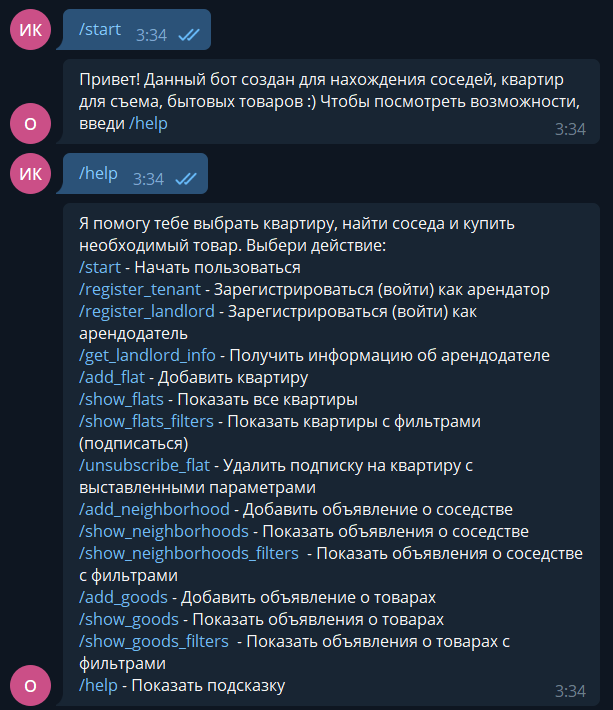 ИК
/start 3:34
Привет! Данный бот создан для нахождения соседей, квартир
для съема, бытовых товаров :) Чтобы посмотреть возможности,
введи /help
3:34
О
ИК
/help 3:34
Я помогу тебе выбрать квартиру, найти соседа и купить
необходимый товар. Выбери действие:
/start - Начать пользоваться
/register_tenant - Зарегистрироваться (войти) как арендатор
/register_landlord - Зарегистрироваться (войти) как
арендодатель
/get_landlord_info - Получить информацию об арендодателе
/add_flat - Добавить квартиру
/show_flats - Показать все квартиры
/show_flats_filters - Показать квартиры с фильтрами
(подписаться)
/unsubscribe_flat - Удалить подписку на квартиру с
выставленными параметрами
/add_neighborhood - Добавить объявление о соседстве
/show_neighborhoods - Показать объявления о соседстве
/show_neighborhoods_filters - Показать объявления о соседстве
с фильтрами
/add_goods - Добавить объявление о товарах
/show_goods - Показать объявления о товарах
/show_goods_filters - Показать объявления о товарах с
фильтрами
/help - Показать подсказку
3:34
О